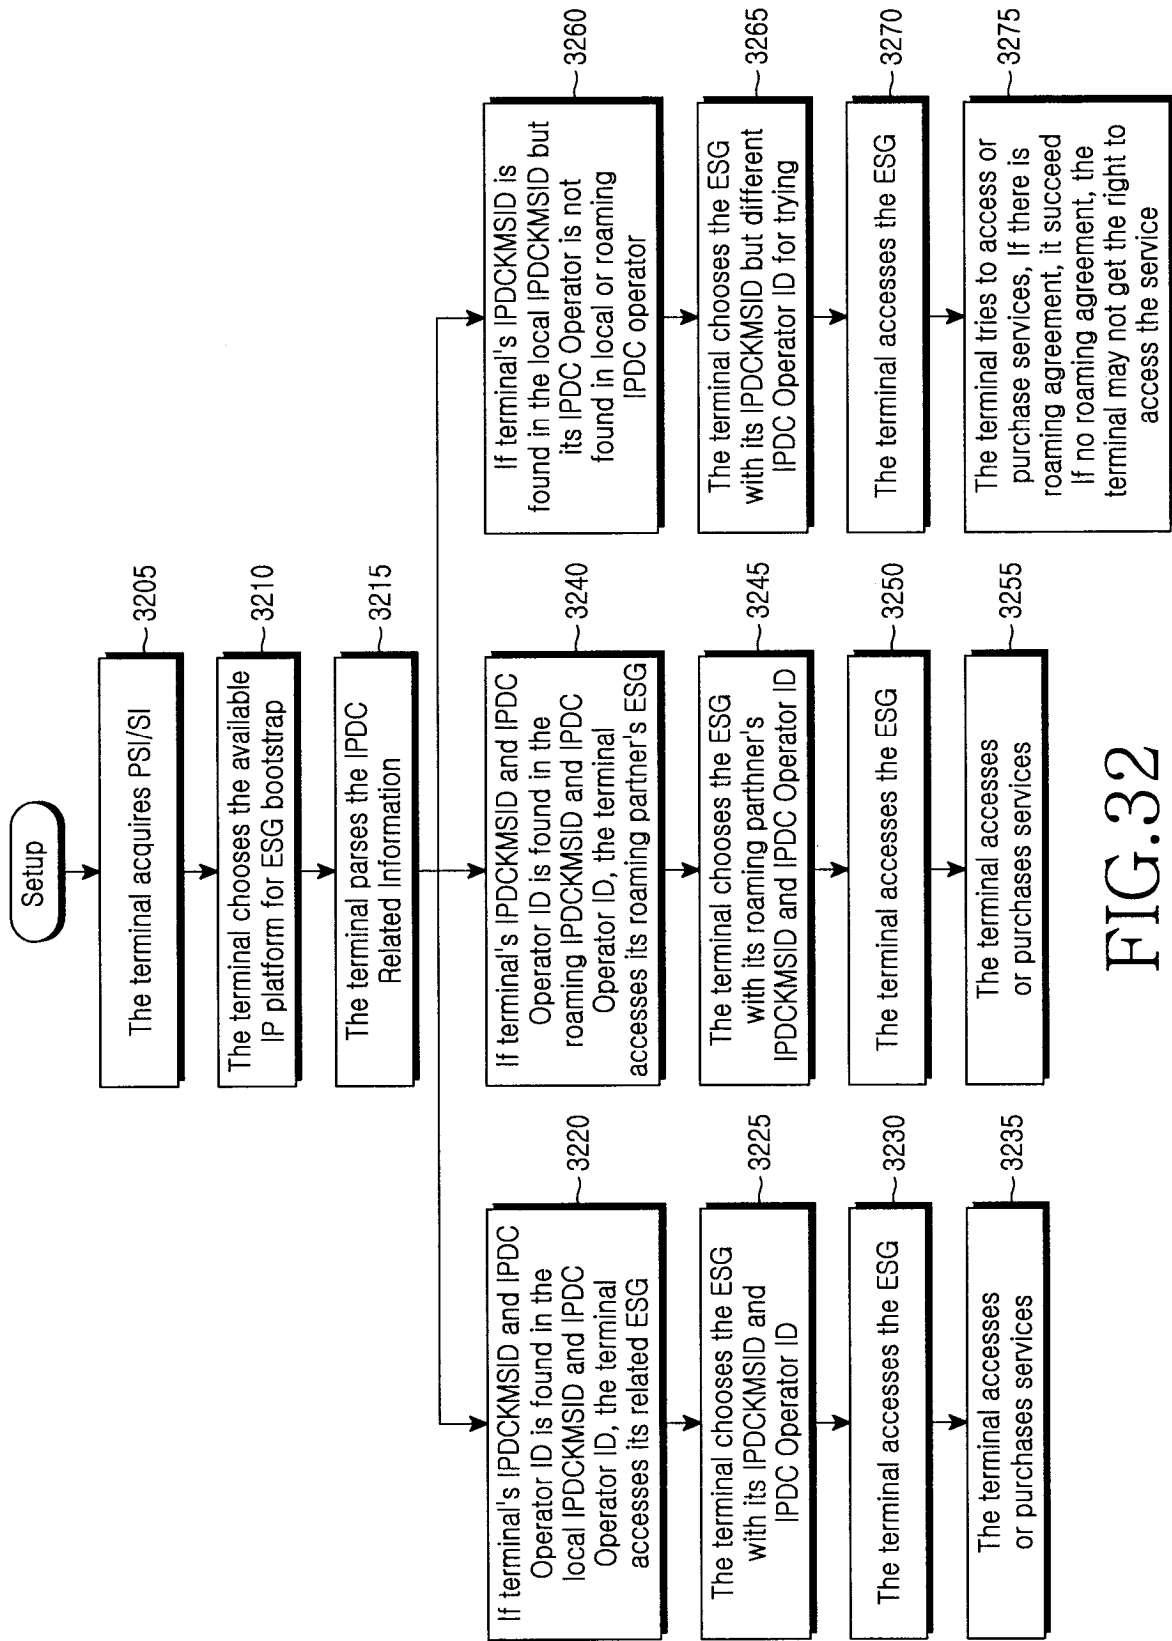 Setup
The terminal acquires PSI/SI
3205
The terminal chooses the available
IP platform for ESG bootstrap
3210
The terminal parses the IPDC
Related Information
3215
If terminal's IPDCKMSID and IPDC
Operator ID is found in the
local IPDCKMSID and IPDC
Operator ID, the terminal
accesses its related ESG
3220
The terminal chooses the ESG
with its IPDCKMSID and
IPDC Operator ID
3225
The terminal accesses the ESG
3230
The terminal accesses
or purchases services
3235
If terminal's IPDCKMSID and IPDC
Operator ID is found in the
roaming IPDCKMSID and IPDC
Operator ID, the terminal
accesses its roaming partner's ESG
3240
The terminal chooses the ESG
with its roaming parthner's
IPDCKMSID and IPDC Operator ID
3245
The terminal accesses the ESG
3250
The terminal accesses
or purchases services
3255
If terminal's IPDCKMSID is
found in the local IPDCKMSID but
its IPDC Operator is not
found in local or roaming
IPDC operator
3260
The terminal chooses the ESG
with its IPDCKMSID but different
IPDC Operator ID for trying
3265
The terminal accesses the ESG
3270
The terminal tries to access or
purchase services, If there is
roaming agreement, it succeed
If no roaming agreement, the
terminal may not get the right to
access the service
3275
FIG.32